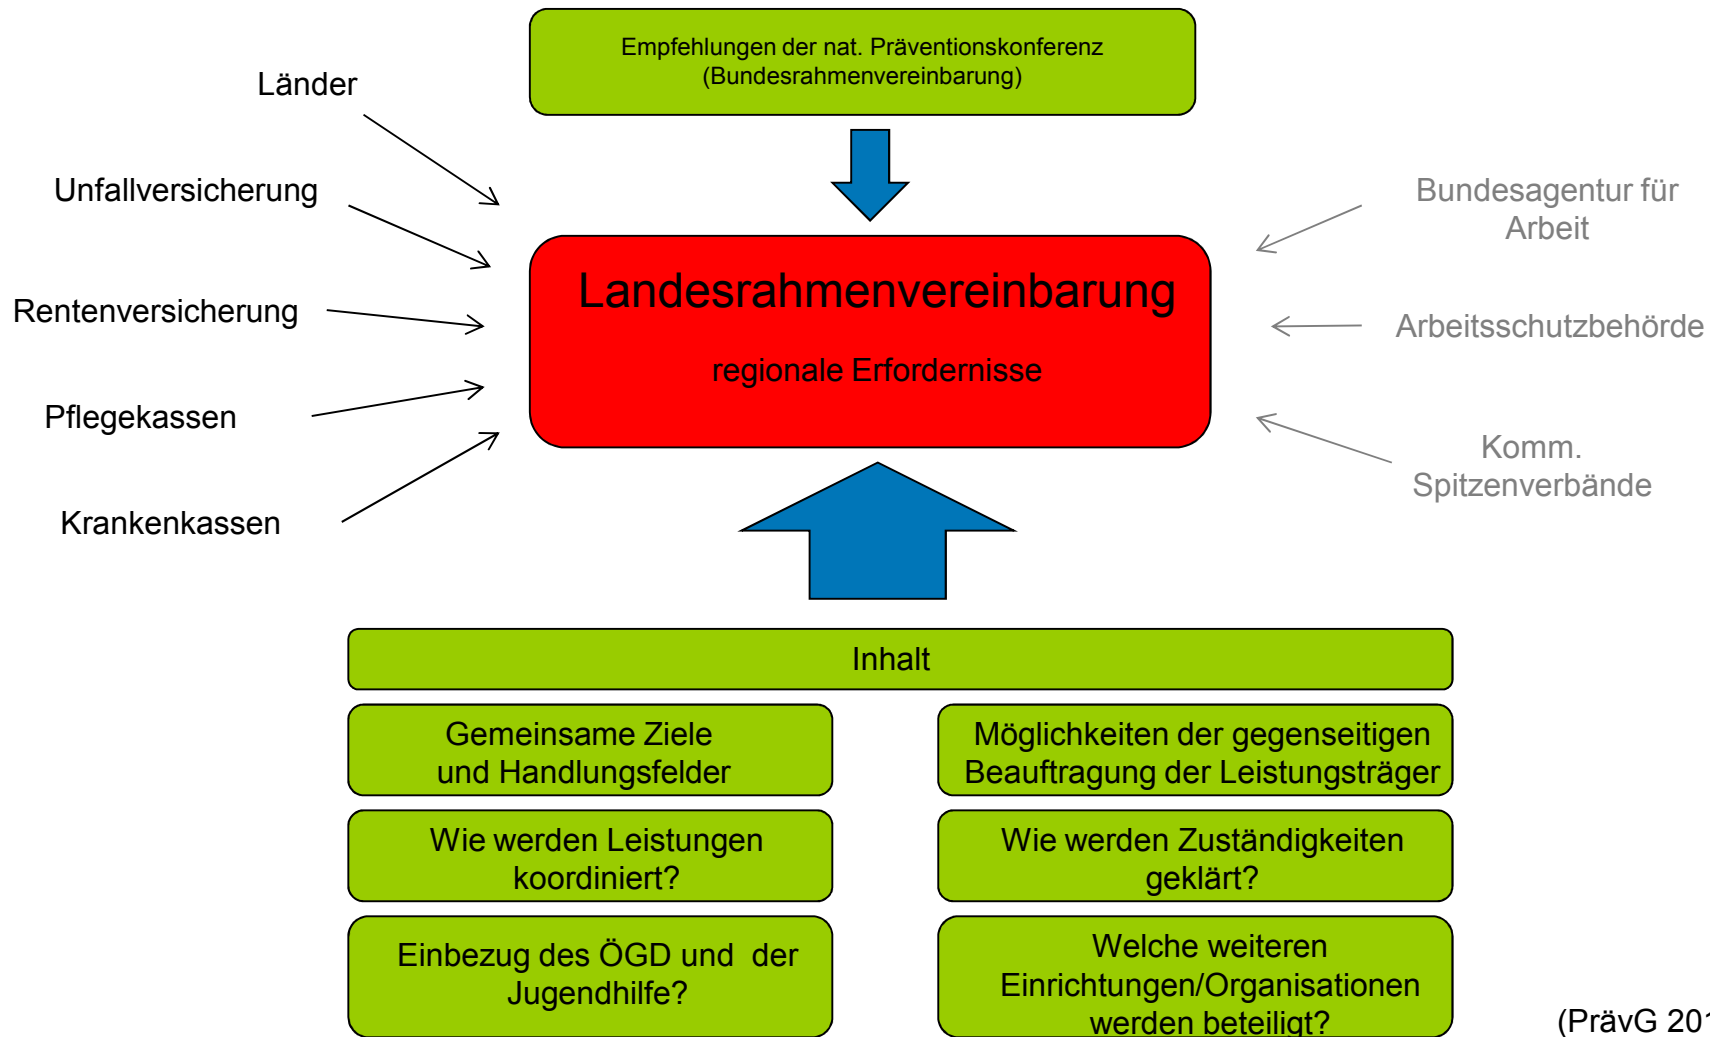 Empfehlungen der nat. Präventionskonferenz
(Bundesrahmenvereinbarung)
Länder
Unfallversicherung
Rentenversicherung
Pflegekassen
Krankenkassen
Landesrahmenvereinbarung
regionale Erfordernisse
Bundesagentur für
Arbeit
Arbeitsschutzbehörde
Komm.
Spitzenverbände
Inhalt
Gemeinsame Ziele
und Handlungsfelder
Möglichkeiten der gegenseitigen
Beauftragung der Leistungsträger
Wie werden Leistungen
koordiniert?
Wie werden Zuständigkeiten
geklärt?
Einbezug des ÖGD und der
Jugendhilfe?
Welche weiteren
Einrichtungen/Organisationen
werden beteiligt?
(PrävG